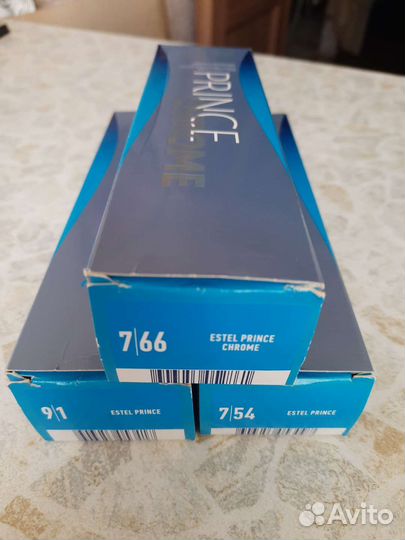 PRINCE
CHROME
7|66
ESTEL PRINCE
CHROME
9|1
ESTEL PRINCE
7|54
ESTEL PRINCE
Avito